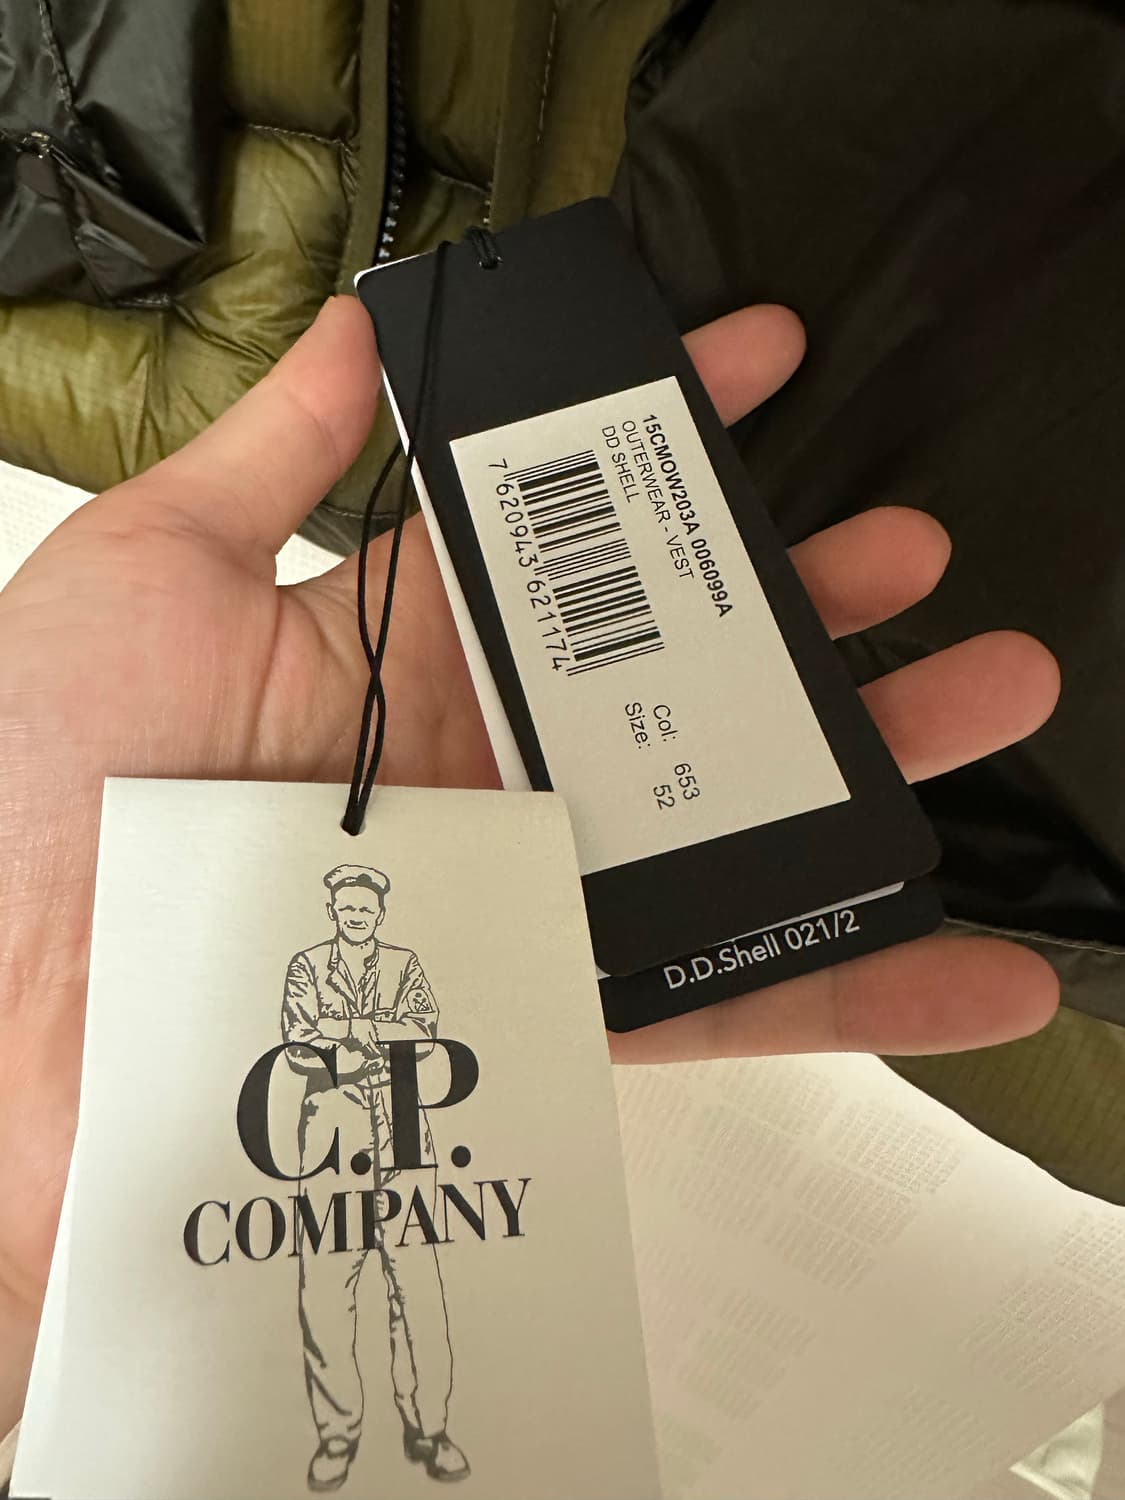 15CMOW203A 006099A
OUTERWEAR - VEST
DD SHELL
7 620943 621174
Col: 653
Size: 52
D.D.Shell 021/2
C.P.
COMPANY